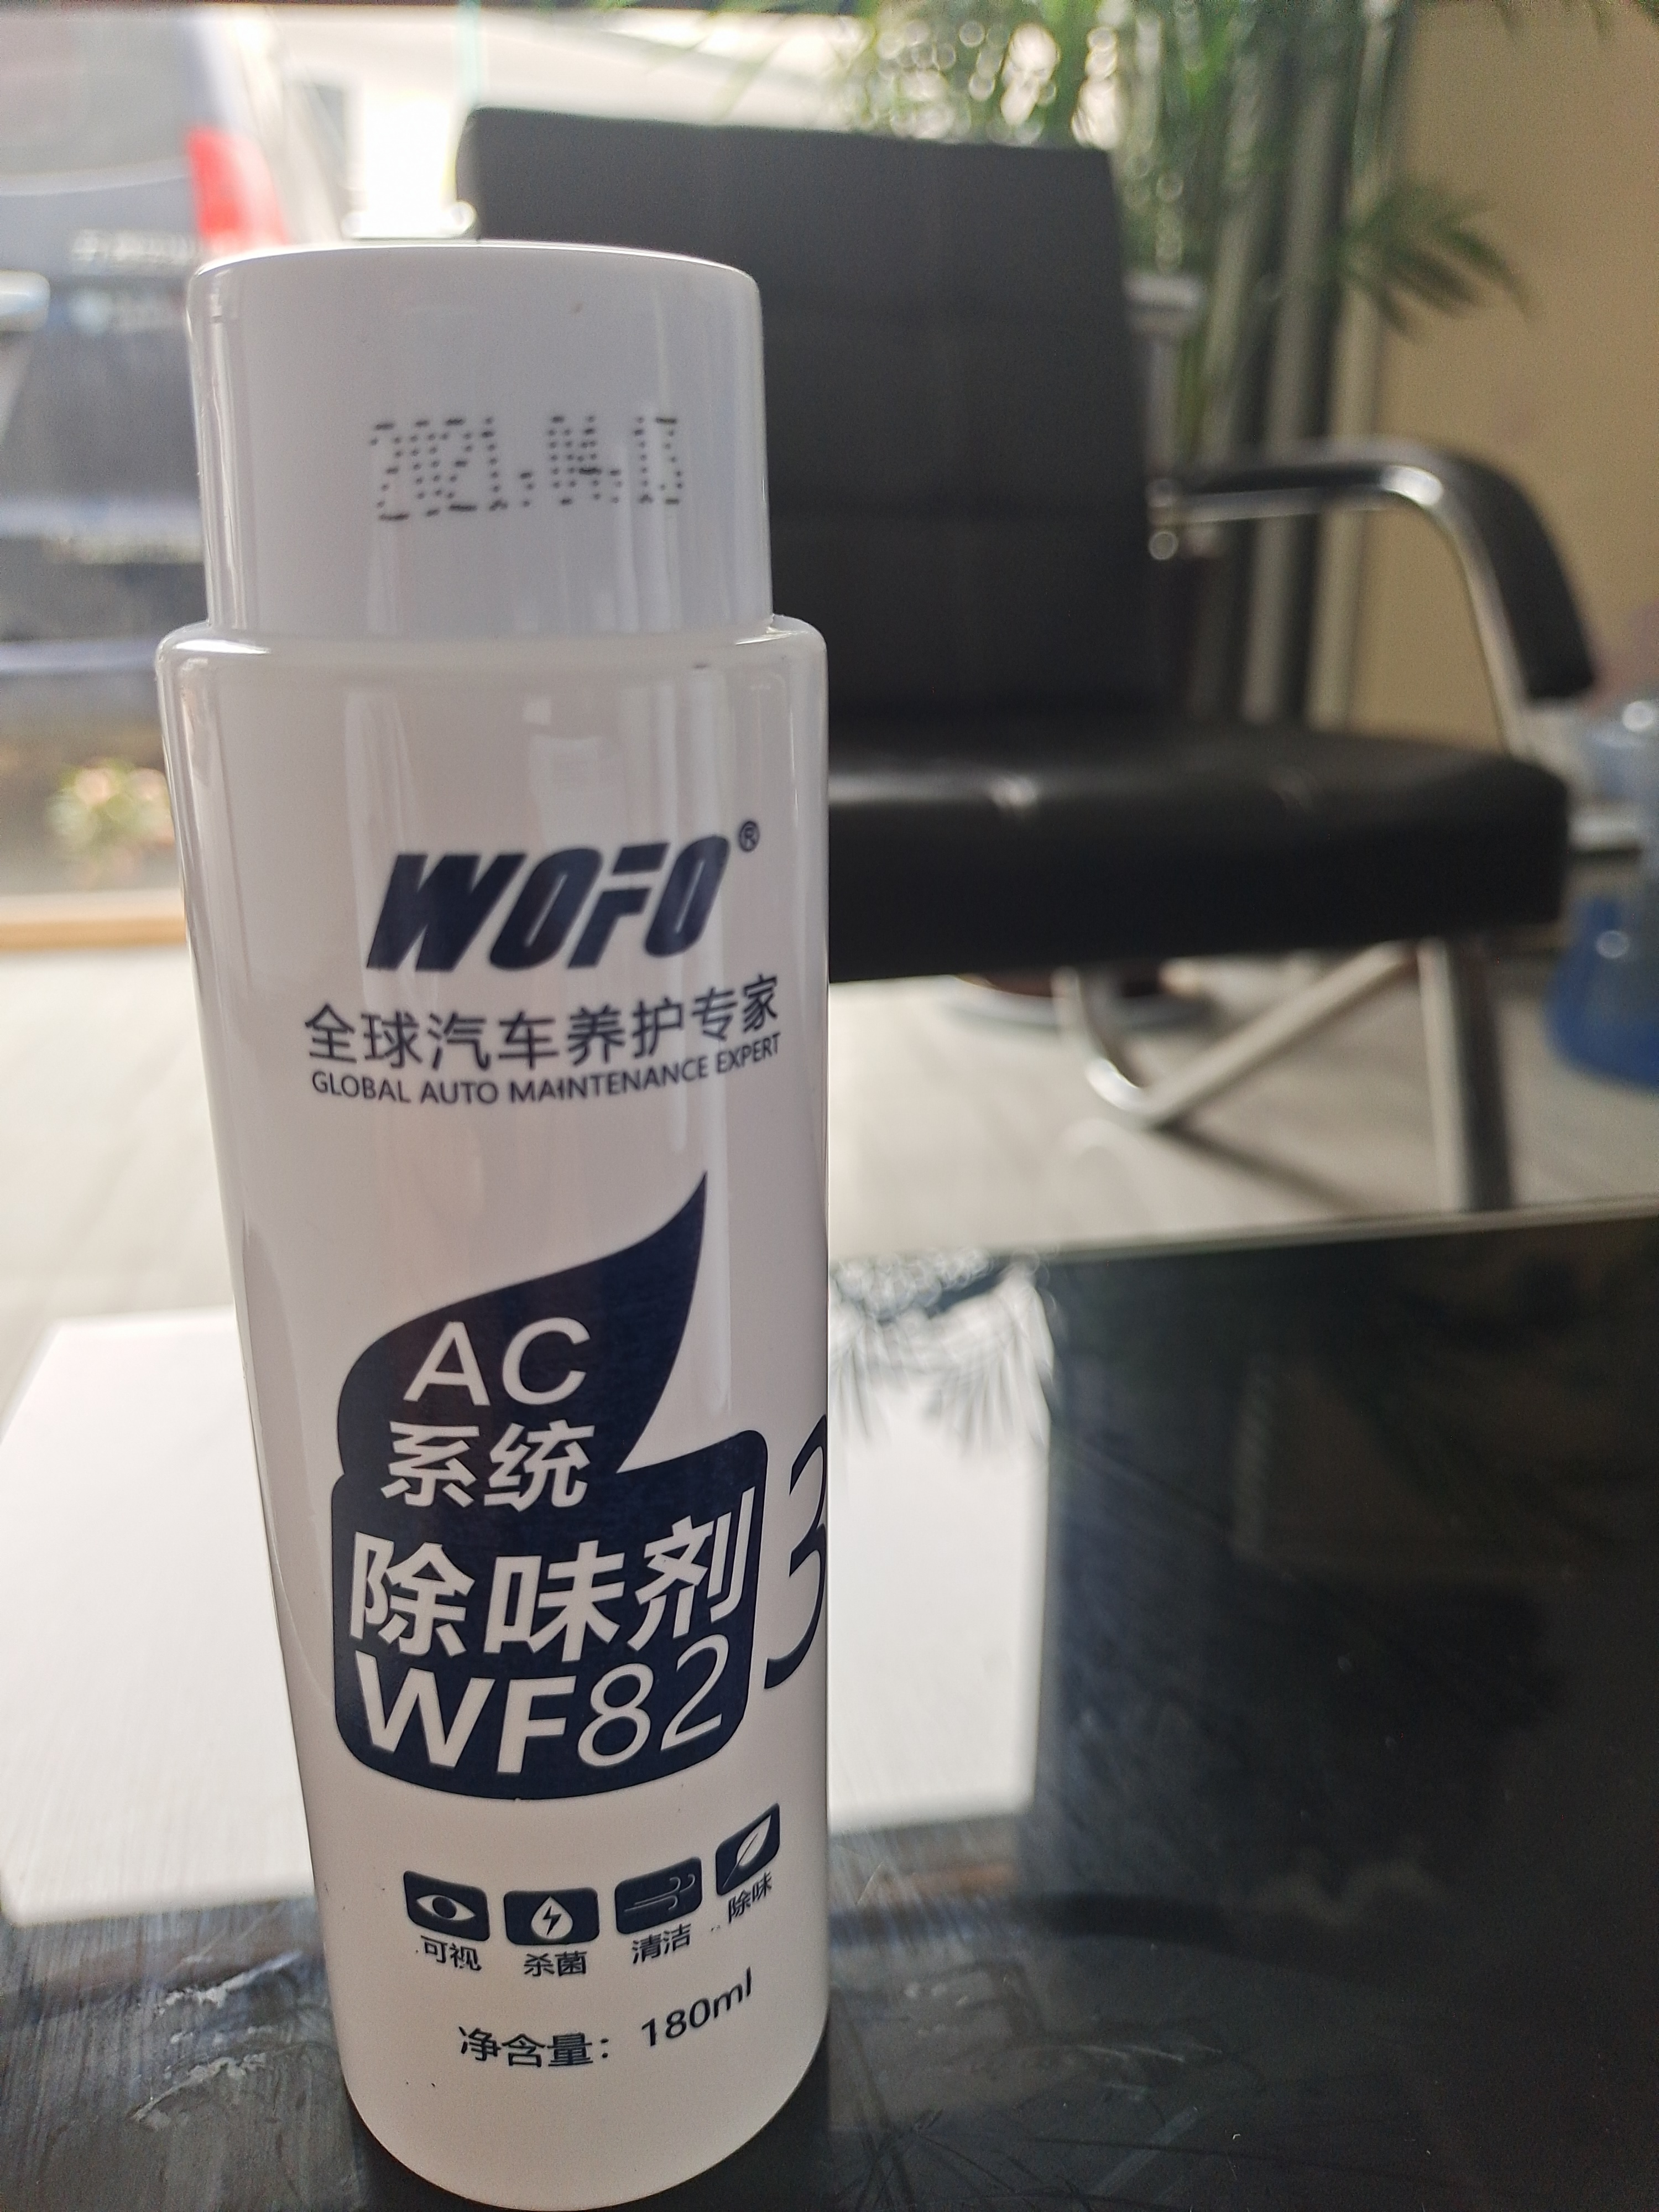 2021.04.13
WOFO®
全球汽车养护专家
GLOBAL AUTO MAINTENANCE EXPERT
AC
系统
除味剂
WF82
3
可视 杀菌 清洁 除味
净含量：180ml